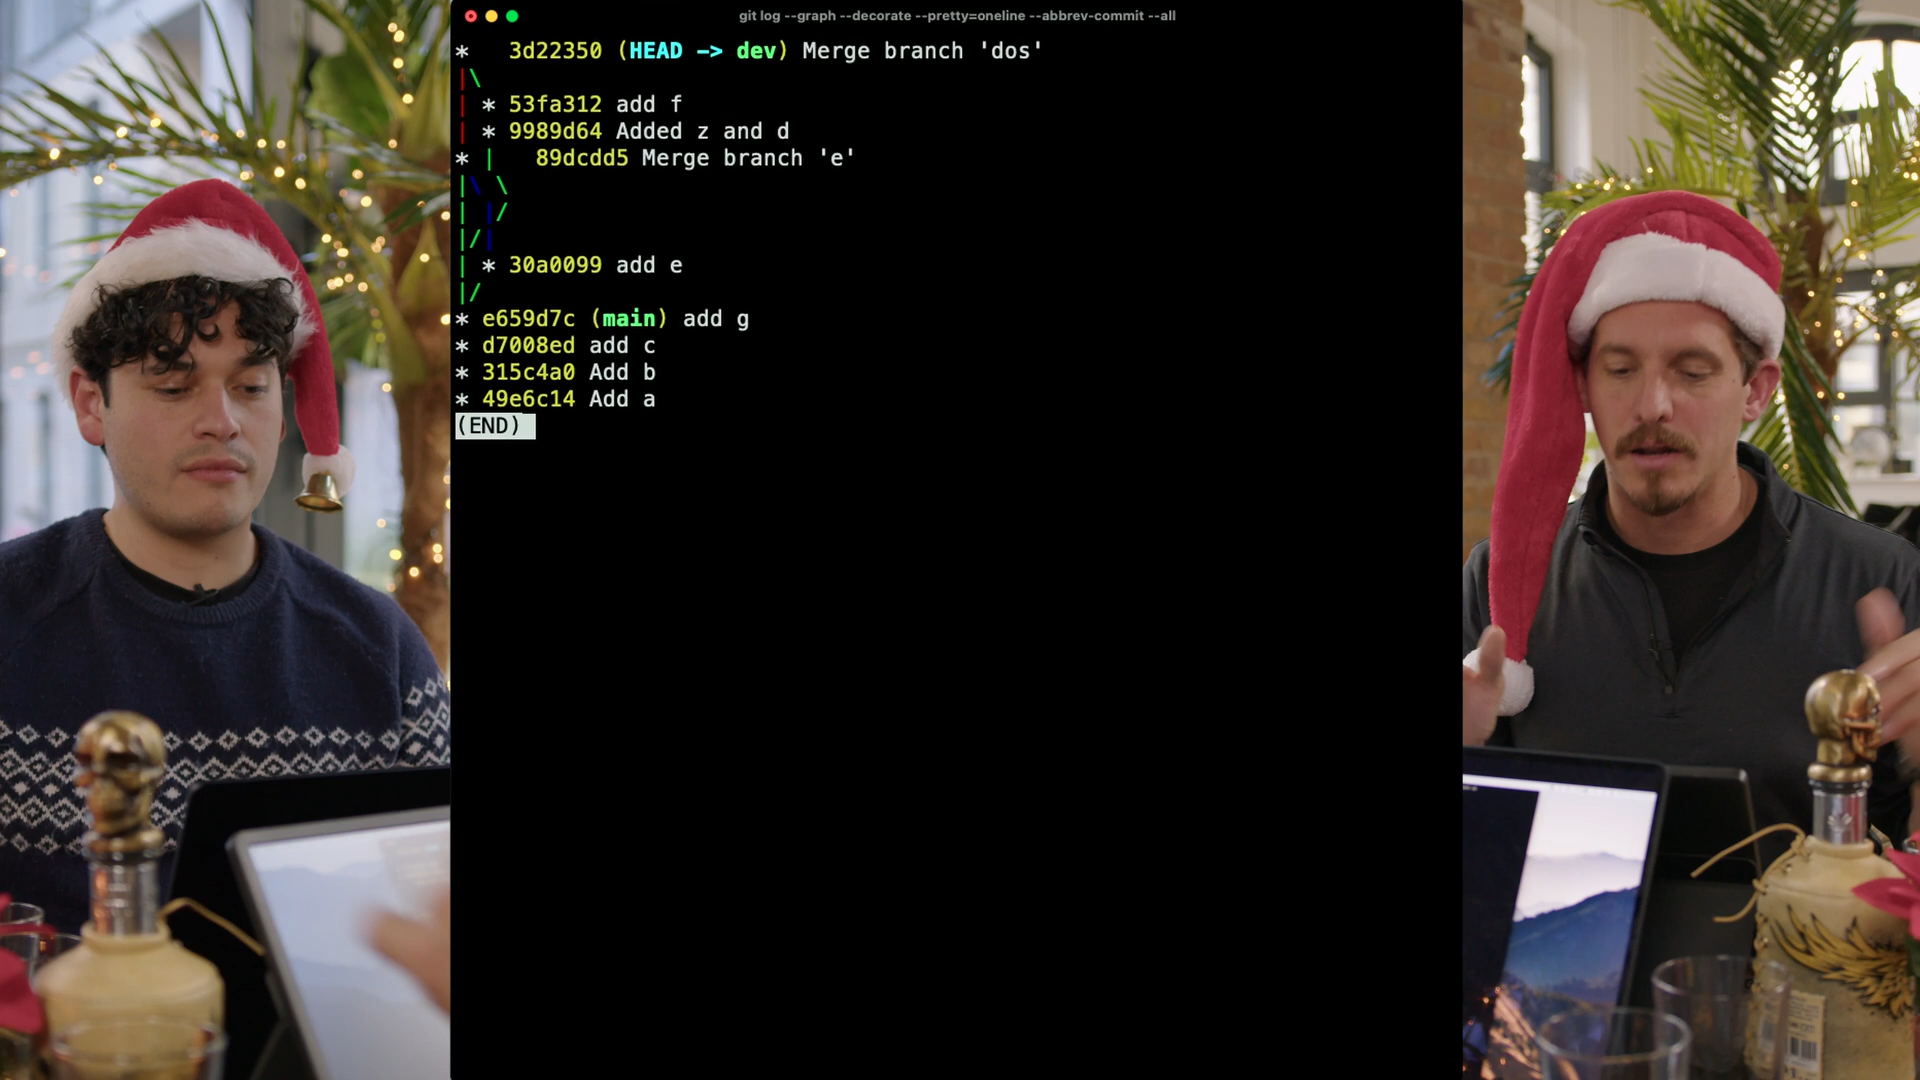 git log --graph --decorate --pretty=oneline --abbrev-commit --all
*   3d22350 (HEAD -> dev) Merge branch 'dos'
|\
| * 53fa312 add f
| * 9989d64 Added z and d
* |   89dcdd5 Merge branch 'e'
|\ \
| |/
|/|
| * 30a0099 add e
|/
* e659d7c (main) add g
* d7008ed add c
* 315c4a0 Add b
* 49e6c14 Add a
(END)